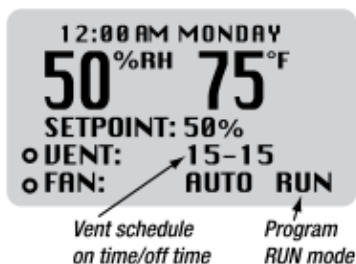 12:00 AM MONDAY
50%RH 75°F
SETPOINT: 50%
VENT: 15-15
FAN: AUTO RUN
Vent schedule Program
on time/off time RUN mode